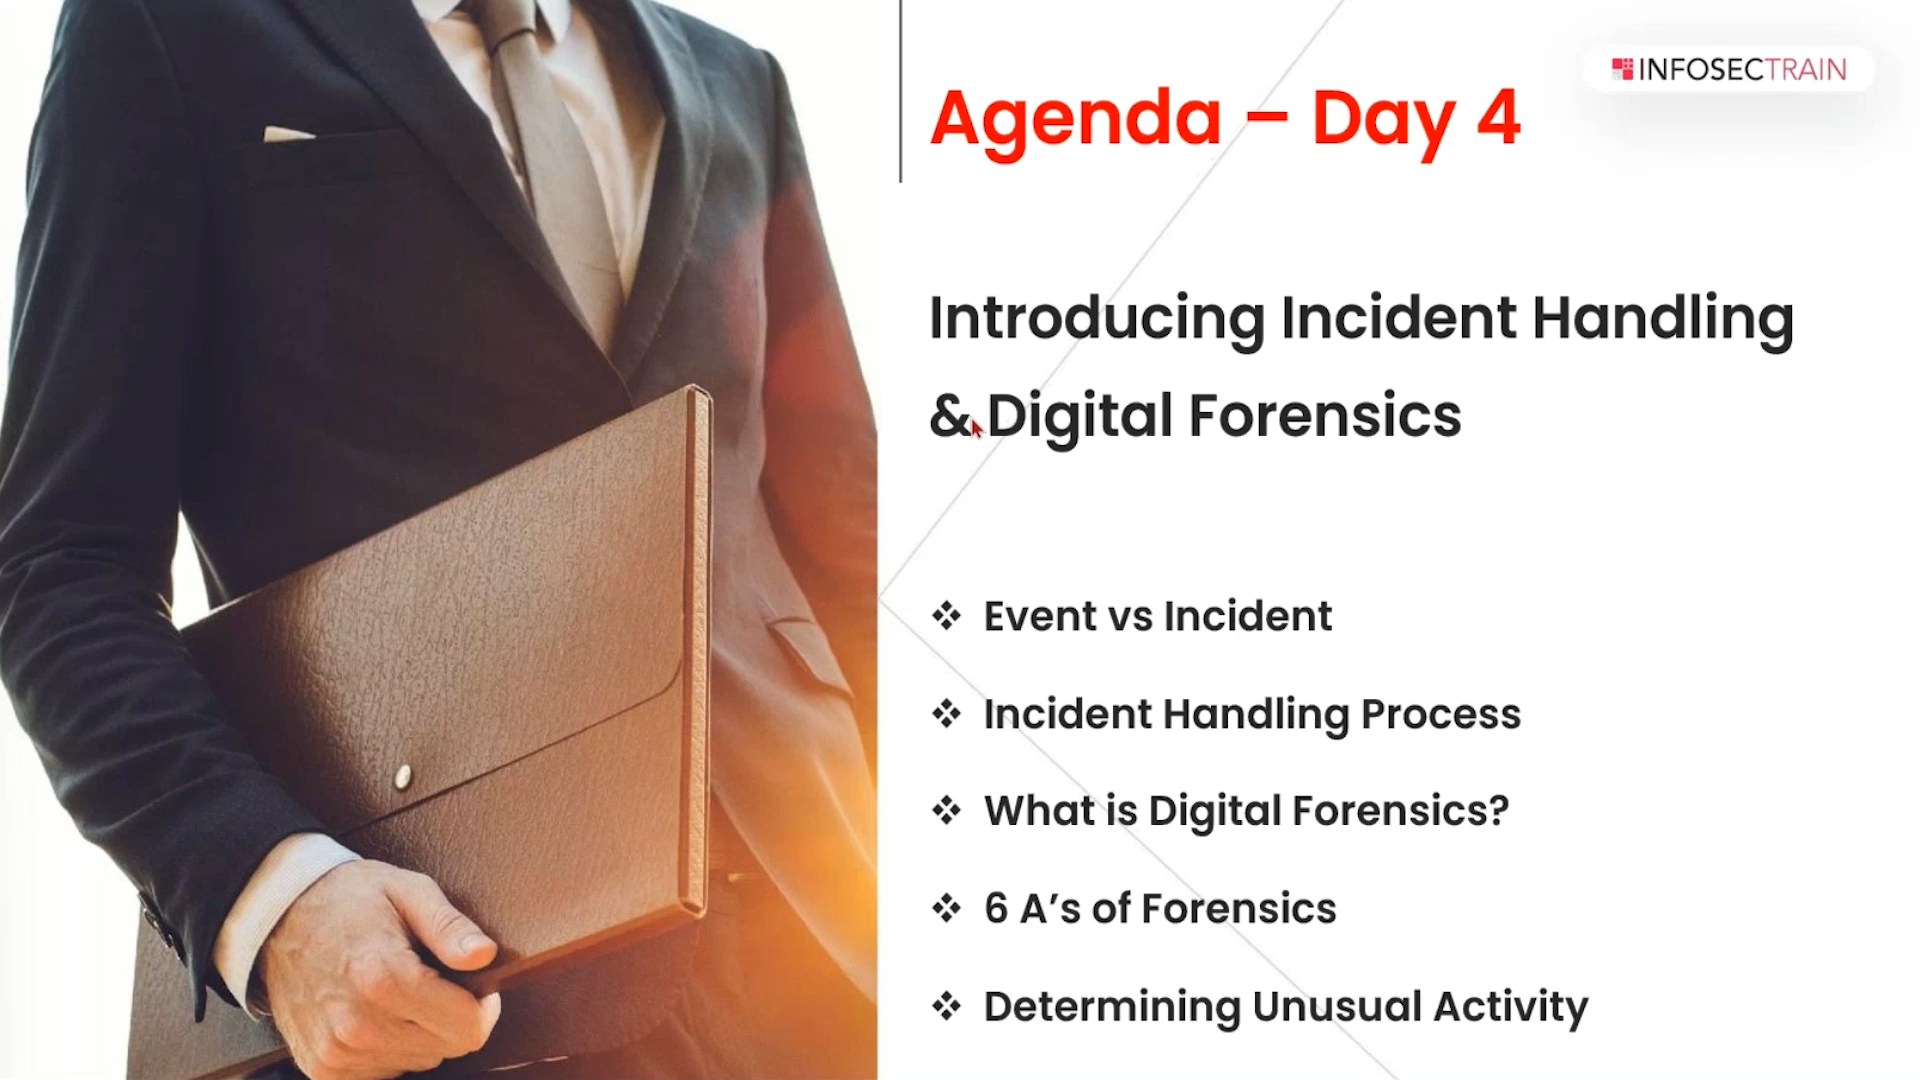 INFOSECTRAIN
Agenda – Day 4
Introducing Incident Handling
& Digital Forensics
❖ Event vs Incident
❖ Incident Handling Process
❖ What is Digital Forensics?
❖ 6 A’s of Forensics
❖ Determining Unusual Activity